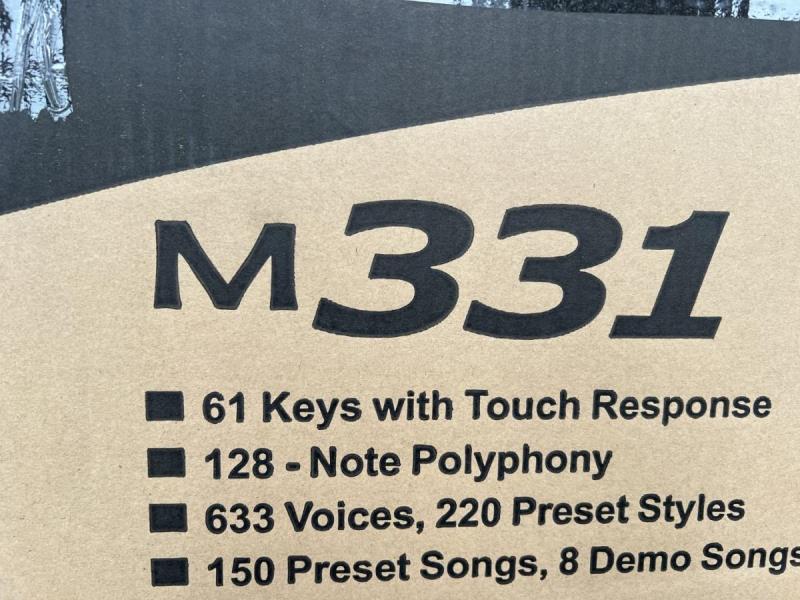 M331
■ 61 Keys with Touch Response
■ 128 - Note Polyphony
■ 633 Voices, 220 Preset Styles
■ 150 Preset Songs, 8 Demo Songs